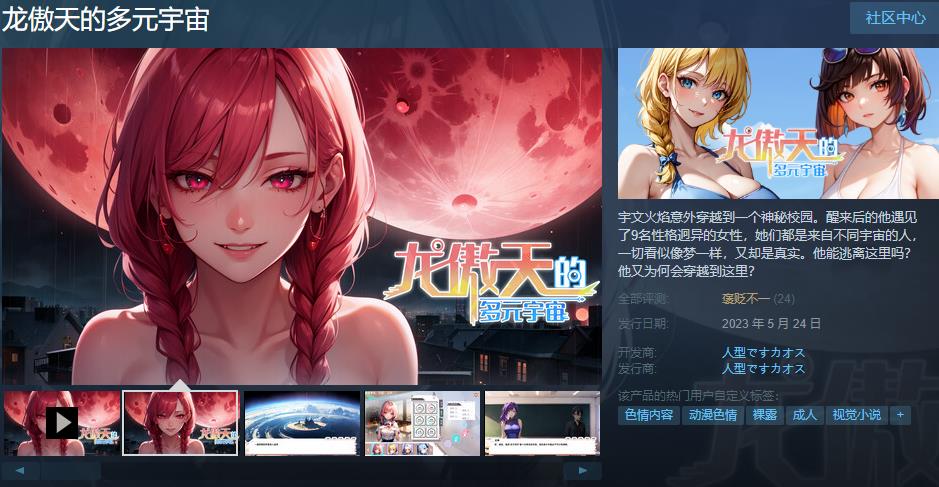 龙傲天的多元宇宙
社区中心
龙傲天的
多元宇宙
龙傲天的
多元宇宙
宇文火焰意外穿越到一个神秘校园。醒来后的他遇见
了9名性格迥异的女性，她们都是来自不同宇宙的人，
一切看似像梦一样，又却是真实。他能逃离这里吗？
他又为何会穿越到这里？
全部评测: 褒贬不一 (24)
发行日期: 2023 年 5 月 24 日
开发商: 人型ですカオス
发行商: 人型ですカオス
该产品的热门用户自定义标签:
色情内容 动漫色情 裸露 成人 视觉小说 +